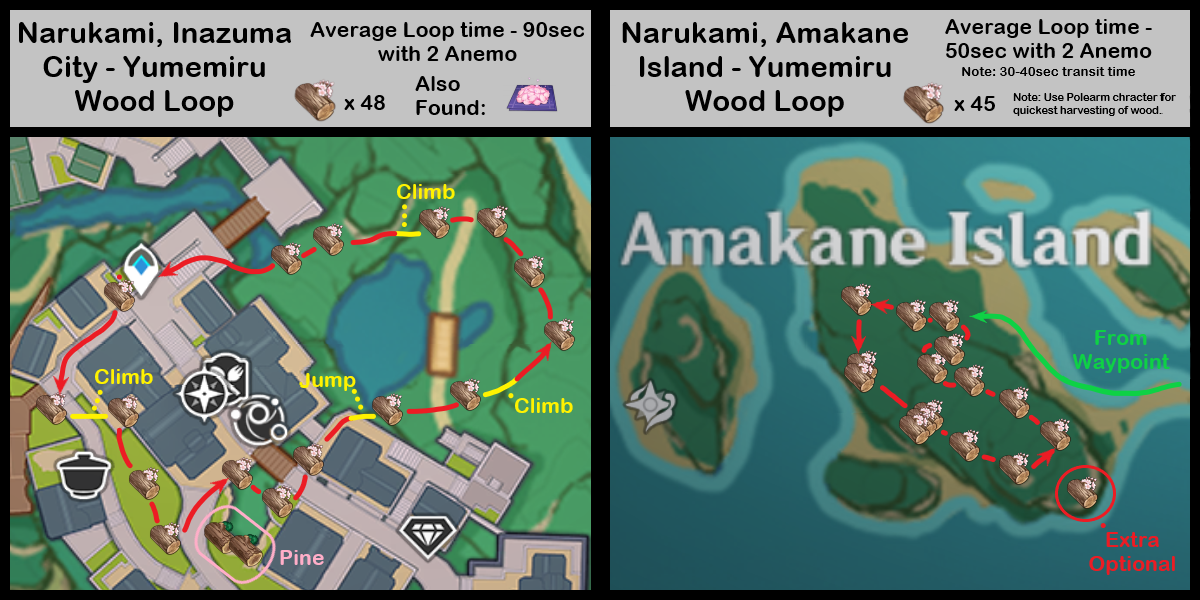 Narukami, Inazuma
City - Yumemiru
Wood Loop
Average Loop time - 90sec
with 2 Anemo
x 48
Also
Found:
Climb
Climb
Jump
Climb
Pine
Narukami, Amakane
Island - Yumemiru
Wood Loop
Average Loop time -
50sec with 2 Anemo
Note: 30-40sec transit time
x 45
Note: Use Polearm chracter for
quickest harvesting of wood.
Amakane Island
From
Waypoint
Extra
Optional